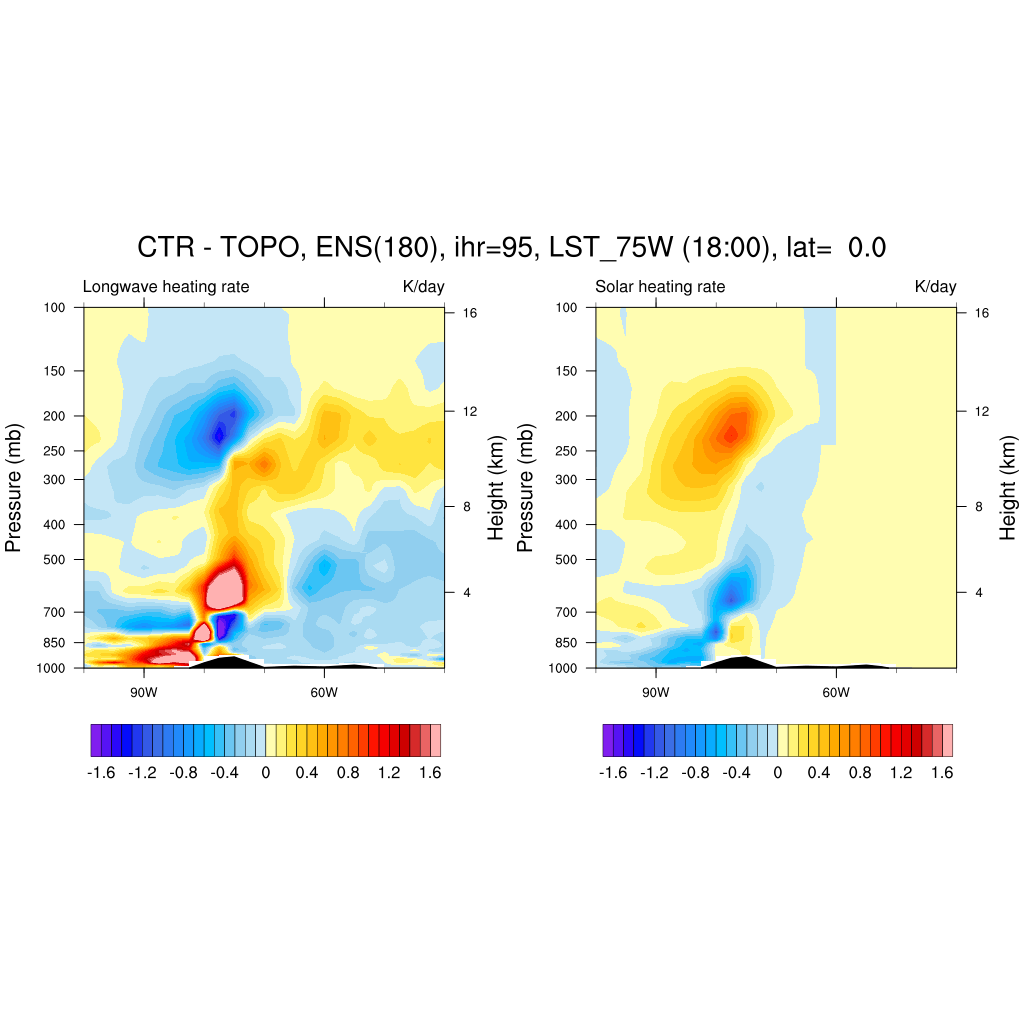 CTR - TOPO, ENS(180), ihr=95, LST_75W (18:00), lat=  0.0
Longwave heating rate K/day
Solar heating rate K/day
Pressure (mb)
100
150
200
250
300
400
500
700
850
1000
16
12
8
4
Height (km)
90W 60W
-1.6 -1.2 -0.8 -0.4 0 0.4 0.8 1.2 1.6
Pressure (mb)
100
150
200
250
300
400
500
700
850
1000
16
12
8
4
Height (km)
90W 60W
-1.6 -1.2 -0.8 -0.4 0 0.4 0.8 1.2 1.6